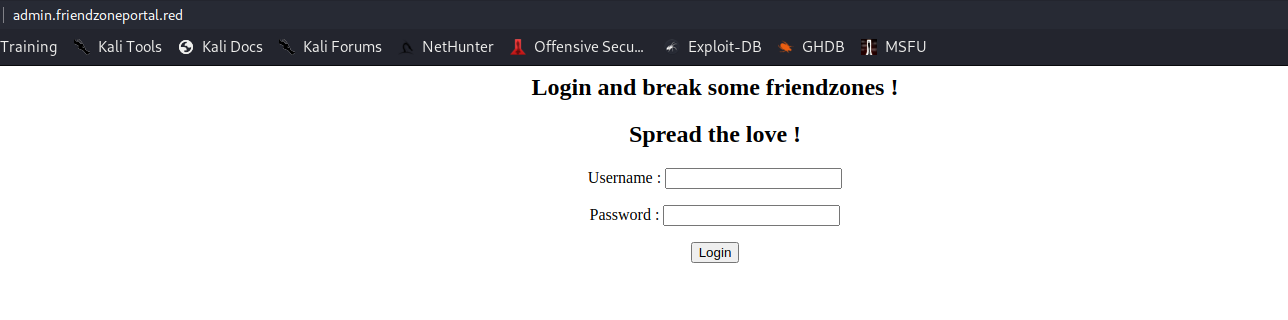 admin.friendzoneportal.red
Training Kali Tools Kali Docs Kali Forums NetHunter Offensive Secu... Exploit-DB GHDB MSFU
Login and break some friendzones !
Spread the love !
Username :
Password :
Login